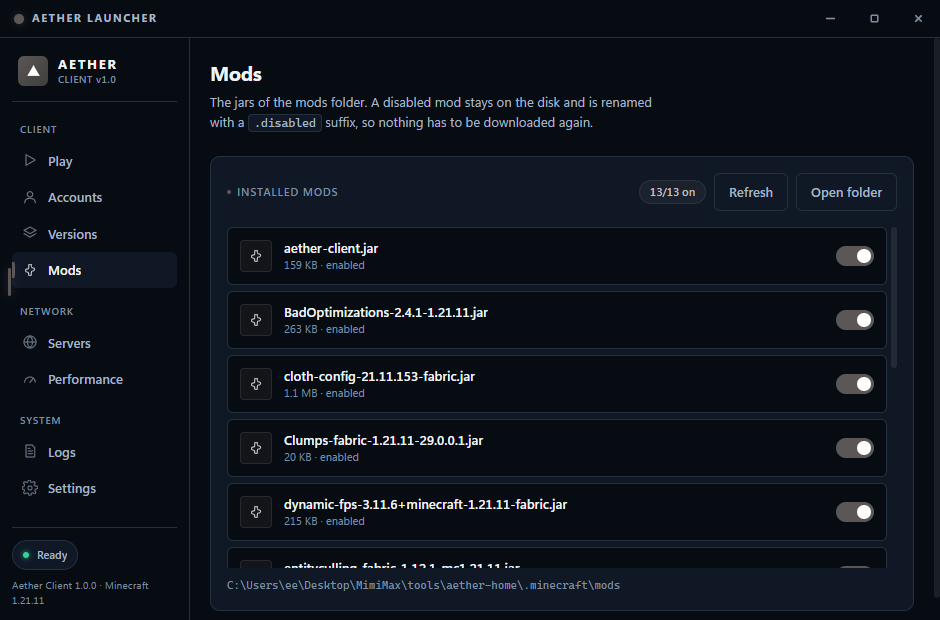 AETHER LAUNCHER
AETHER
CLIENT v1.0
CLIENT
Play
Accounts
Versions
Mods
NETWORK
Servers
Performance
SYSTEM
Logs
Settings
Ready
Aether Client 1.0.0 · Minecraft
1.21.11
Mods
The jars of the mods folder. A disabled mod stays on the disk and is renamed
with a .disabled suffix, so nothing has to be downloaded again.
INSTALLED MODS
13/13 on
Refresh
Open folder
aether-client.jar
159 KB · enabled
BadOptimizations-2.4.1-1.21.11.jar
263 KB · enabled
cloth-config-21.11.153-fabric.jar
1.1 MB · enabled
Clumps-fabric-1.21.11-29.0.0.1.jar
20 KB · enabled
dynamic-fps-3.11.6+minecraft-1.21.11-fabric.jar
215 KB · enabled
C:\Users\ee\Desktop\MimiMax\tools\aether-home\.minecraft\mods